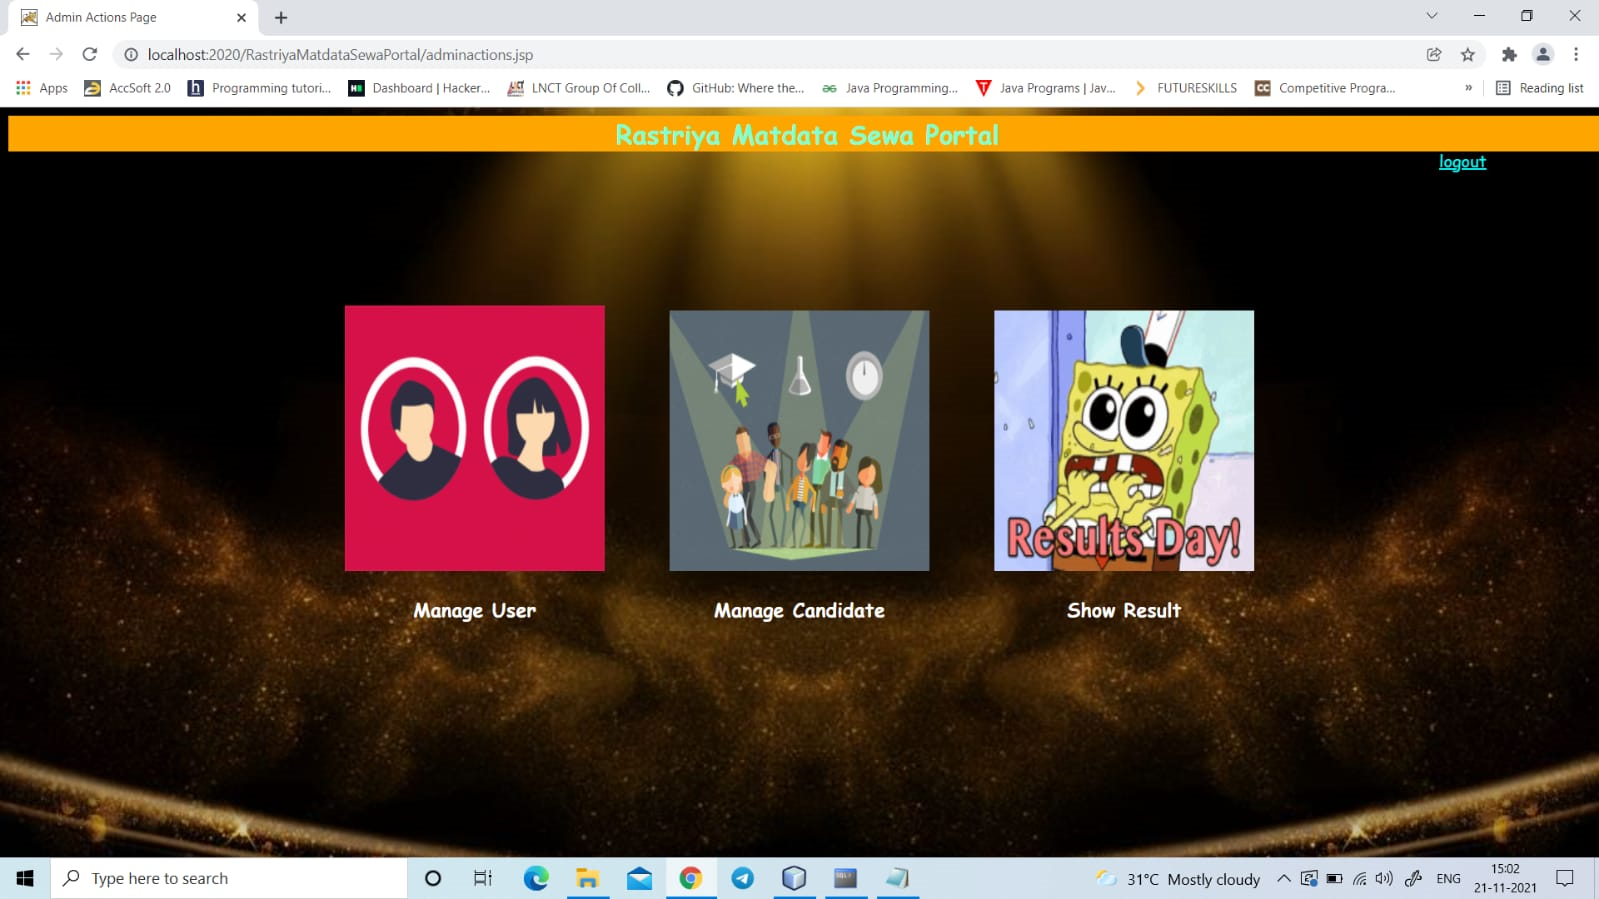 Admin Actions Page
localhost:2020/RastriyaMatdataSewaPortal/adminactions.jsp
Apps AccSoft 2.0 Programming tutori... Dashboard | Hacker... LNCT Group Of Coll... GitHub: Where the... Java Programming... Java Programs | Jav... FUTURESKILLS Competitive Progra... » Reading list
Rastriya Matdata Sewa Portal
logout
Results Day!
Manage User Manage Candidate Show Result
Type here to search
31°C Mostly cloudy
ENG
15:02
21-11-2021